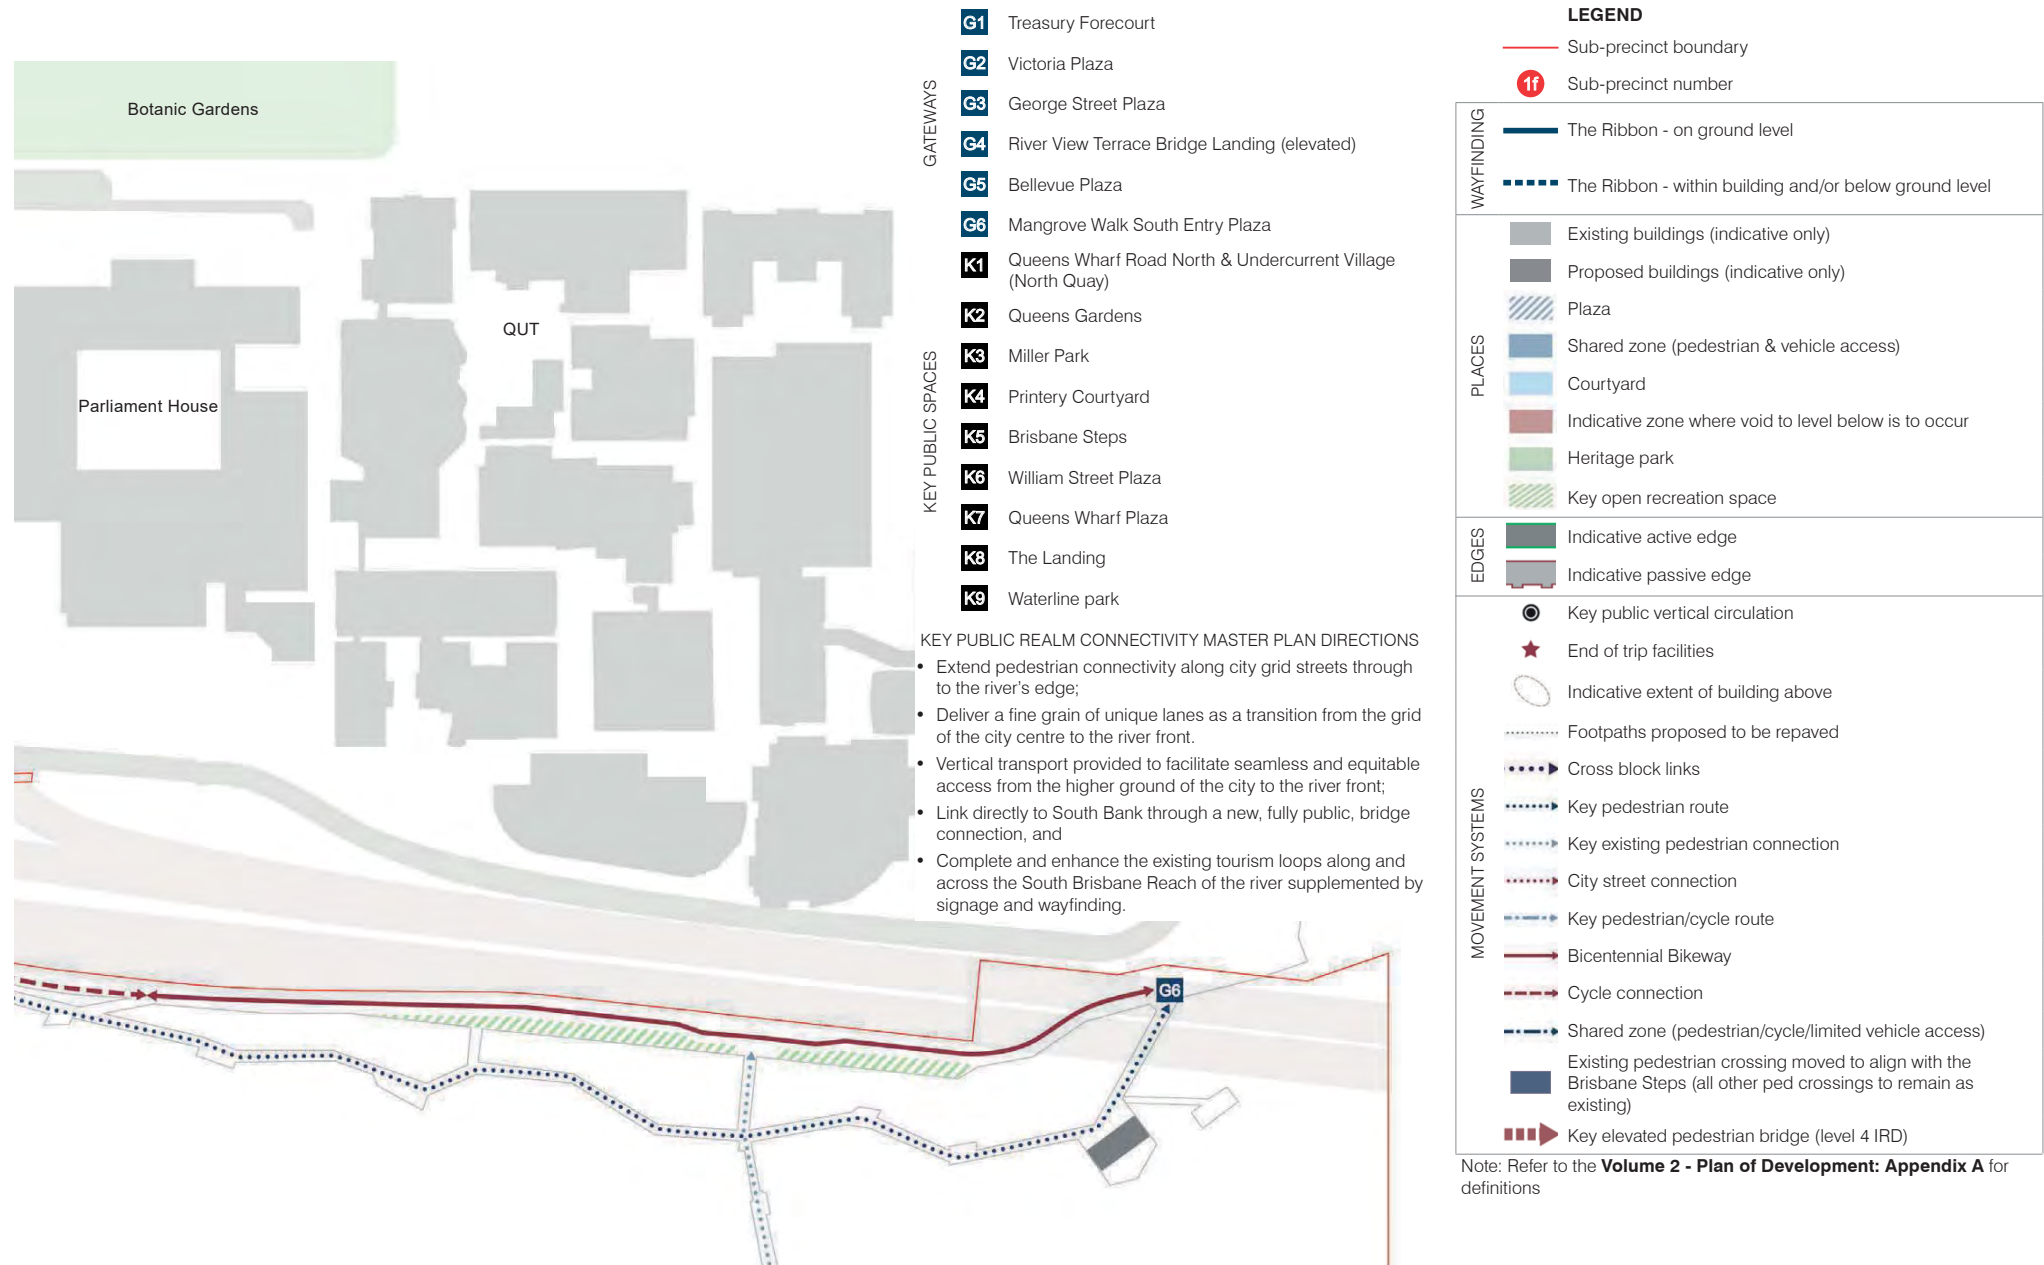 Botanic Gardens
Parliament House
QUT
G6
GATEWAYS
G1 Treasury Forecourt
G2 Victoria Plaza
G3 George Street Plaza
G4 River View Terrace Bridge Landing (elevated)
G5 Bellevue Plaza
G6 Mangrove Walk South Entry Plaza
KEY PUBLIC SPACES
K1 Queens Wharf Road North & Undercurrent Village
(North Quay)
K2 Queens Gardens
K3 Miller Park
K4 Printery Courtyard
K5 Brisbane Steps
K6 William Street Plaza
K7 Queens Wharf Plaza
K8 The Landing
K9 Waterline park
KEY PUBLIC REALM CONNECTIVITY MASTER PLAN DIRECTIONS
• Extend pedestrian connectivity along city grid streets through
to the river's edge;
• Deliver a fine grain of unique lanes as a transition from the grid
of the city centre to the river front.
• Vertical transport provided to facilitate seamless and equitable
access from the higher ground of the city to the river front;
• Link directly to South Bank through a new, fully public, bridge
connection, and
• Complete and enhance the existing tourism loops along and
across the South Brisbane Reach of the river supplemented by
signage and wayfinding.
LEGEND
Sub-precinct boundary
1f Sub-precinct number
WAYFINDING
The Ribbon - on ground level
The Ribbon - within building and/or below ground level
PLACES
Existing buildings (indicative only)
Proposed buildings (indicative only)
Plaza
Shared zone (pedestrian & vehicle access)
Courtyard
Indicative zone where void to level below is to occur
Heritage park
Key open recreation space
EDGES
Indicative active edge
Indicative passive edge
MOVEMENT SYSTEMS
Key public vertical circulation
End of trip facilities
Indicative extent of building above
Footpaths proposed to be repaved
Cross block links
Key pedestrian route
Key existing pedestrian connection
City street connection
Key pedestrian/cycle route
Bicentennial Bikeway
Cycle connection
Shared zone (pedestrian/cycle/limited vehicle access)
Existing pedestrian crossing moved to align with the
Brisbane Steps (all other ped crossings to remain as
existing)
Key elevated pedestrian bridge (level 4 IRD)
Note: Refer to the Volume 2 - Plan of Development: Appendix A for
definitions